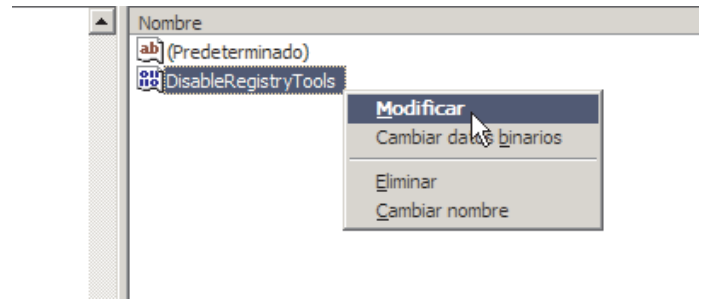 Nombre
(Predeterminado)
DisableRegistryTools
Modificar
Cambiar datos binarios
Eliminar
Cambiar nombre